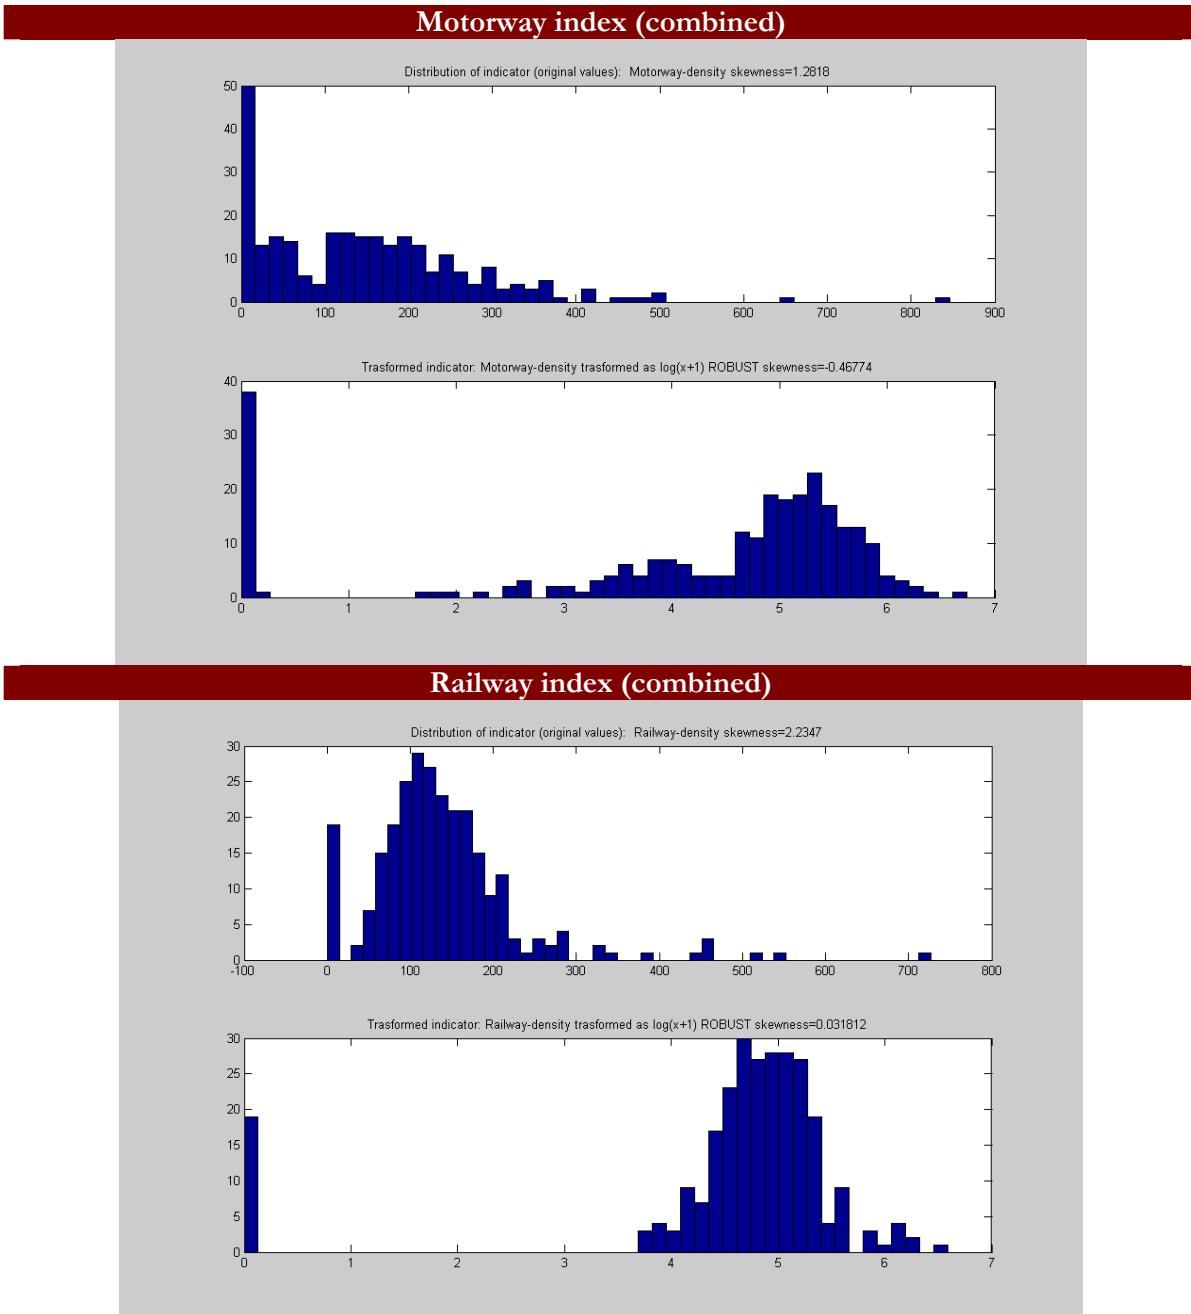 Motorway index (combined)
Distribution of indicator (original values): Motorway-density skewness=1.2818
50
40
30
20
10
0
0 100 200 300 400 500 600 700 800 900
Trasformed indicator: Motorway-density trasformed as log(x+1) ROBUST skewness=-0.46774
40
30
20
10
0
0 1 2 3 4 5 6 7
Railway index (combined)
Distribution of indicator (original values): Railway-density skewness=2.2347
30
25
20
15
10
5
0
-100 0 100 200 300 400 500 600 700 800
Trasformed indicator: Railway-density trasformed as log(x+1) ROBUST skewness=0.031812
30
25
20
15
10
5
0
0 1 2 3 4 5 6 7